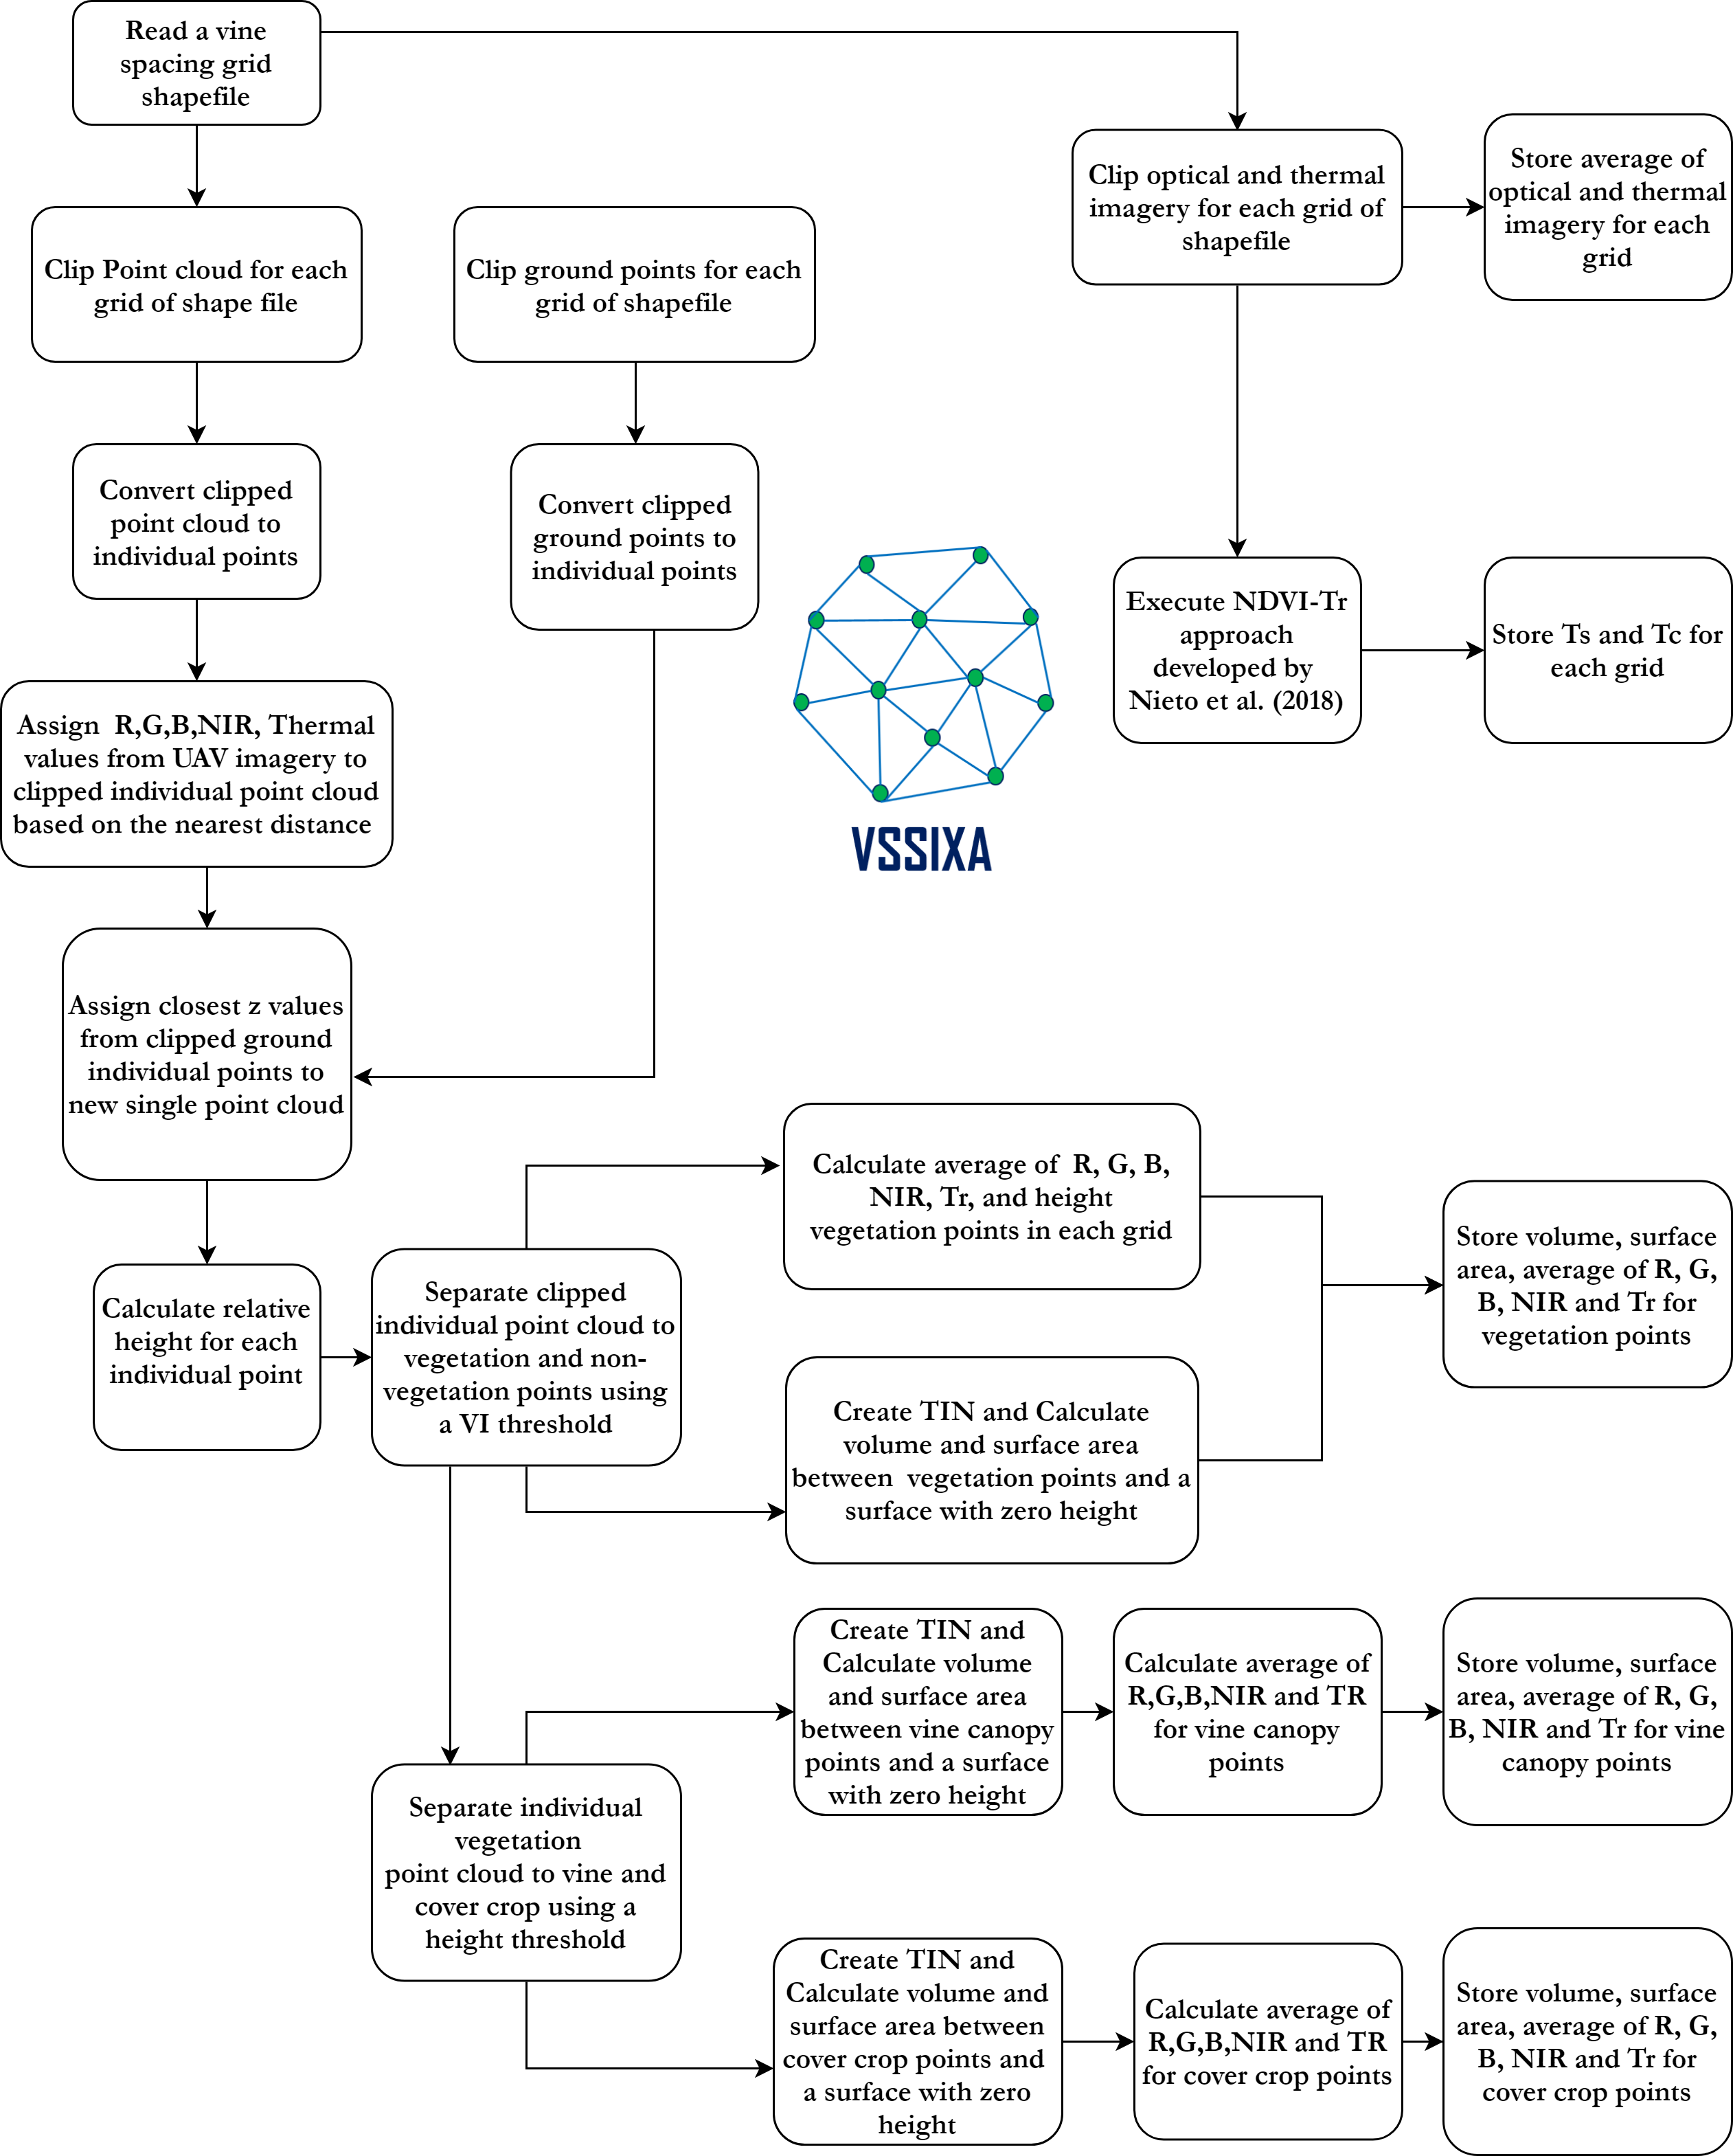 Read a vine
spacing grid
shapefile
Clip optical and thermal
imagery for each grid of
shapefile
Store average of
optical and thermal
imagery for each
grid
Clip Point cloud for each
grid of shape file
Clip ground points for each
grid of shapefile
Convert clipped
point cloud to
individual points
Convert clipped
ground points to
individual points
Execute NDVI-Tr
approach
developed by
Nieto et al. (2018)
Store Ts and Tc for
each grid
Assign R,G,B,NIR, Thermal
values from UAV imagery to
clipped individual point cloud
based on the nearest distance
VSSIXA
Assign closest z values
from clipped ground
individual points to
new single point cloud
Calculate relative
height for each
individual point
Separate clipped
individual point cloud to
vegetation and non-
vegetation points using
a VI threshold
Calculate average of R, G, B,
NIR, Tr, and height
vegetation points in each grid
Create TIN and Calculate
volume and surface area
between vegetation points and a
surface with zero height
Store volume, surface
area, average of R, G,
B, NIR and Tr for
vegetation points
Separate individual
vegetation
point cloud to vine and
cover crop using a
height threshold
Create TIN and
Calculate volume
and surface area
between vine canopy
points and a surface
with zero height
Calculate average of
R,G,B,NIR and TR
for vine canopy
points
Store volume, surface
area, average of R, G,
B, NIR and Tr for vine
canopy points
Create TIN and
Calculate volume and
surface area between
cover crop points and
a surface with zero
height
Calculate average of
R,G,B,NIR and TR
for cover crop points
Store volume, surface
area, average of R, G,
B, NIR and Tr for
cover crop points